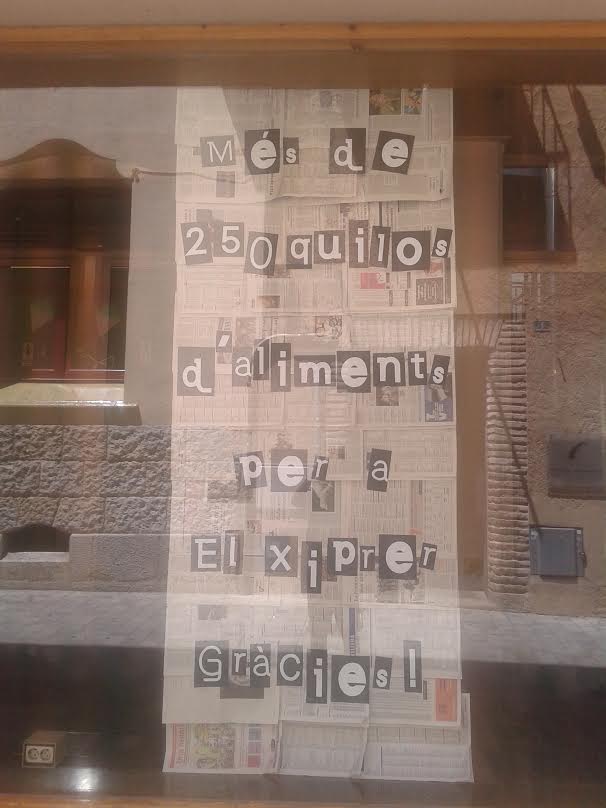 Més de
250 quilos
d'aliments
per a
El xiprer
Gràcies!